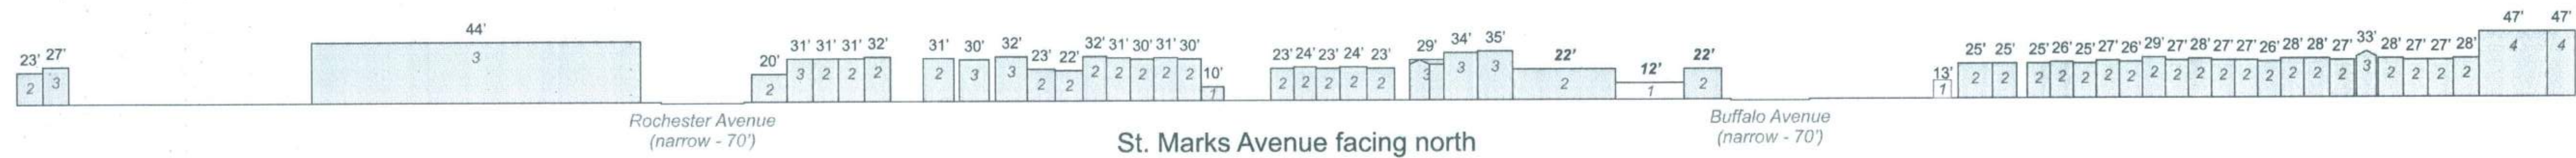 23' 27' 44' 20' 31' 31' 31' 32' 31' 30' 32' 23' 22' 32' 31' 30' 31' 30' 10' 23' 24' 23' 24' 23' 29' 34' 35' 22' 12' 22' 13' 25' 25' 25' 26' 25' 27' 26' 29' 27' 28' 27' 27' 26' 28' 28' 27' 33' 28' 27' 27' 28' 47' 47'
2 3 3 2 3 2 2 2 2 3 3 2 2 2 2 2 2 2 1 2 2 2 2 2 3 3 3 2 1 2 1 2 2 2 2 2 2 2 2 2 2 2 2 2 2 2 2 3 2 2 2 2 4 4
Rochester Avenue
(narrow - 70')
St. Marks Avenue facing north
Buffalo Avenue
(narrow - 70')